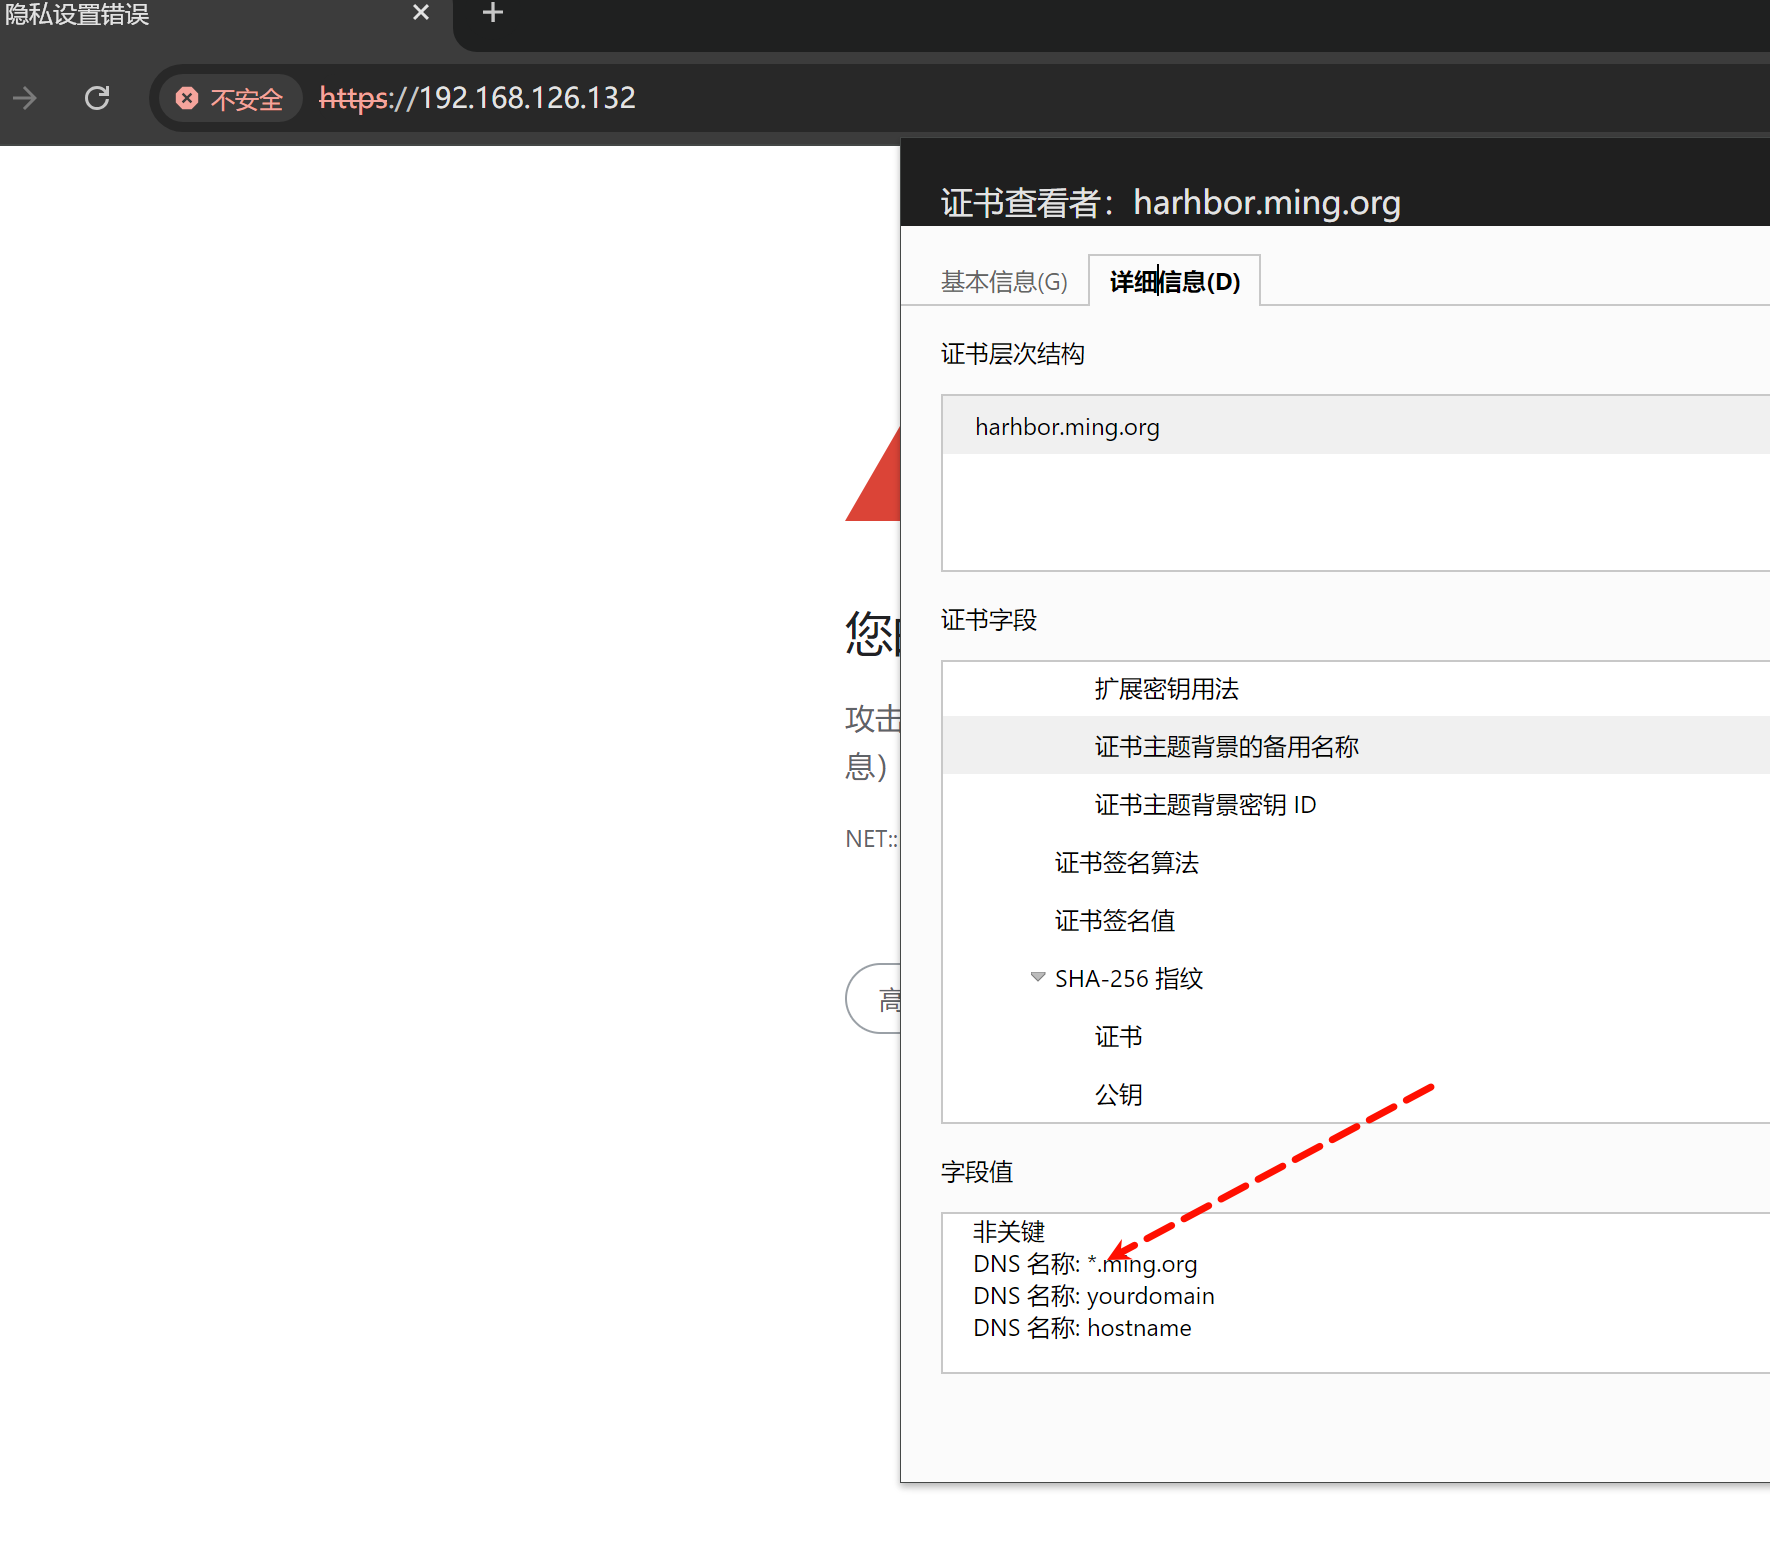 隐私设置错误
不安全 https://192.168.126.132
证书查看者：harhbor.ming.org
基本信息(G) 详细信息(D)
证书层次结构
harhbor.ming.org
您
证书字段
扩展密钥用法
攻击
证书主题背景的备用名称
息）
证书主题背景密钥 ID
NET::
证书签名算法
证书签名值
SHA-256 指纹
高
证书
公钥
字段值
非关键
DNS 名称: *.ming.org
DNS 名称: yourdomain
DNS 名称: hostname